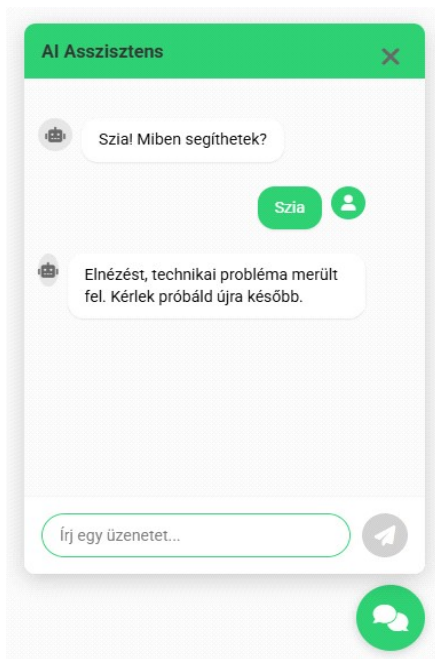 AI Asszisztens
Szia! Miben segíthetek?
Szia
Elnézést, technikai probléma merült
fel. Kérlek próbáld újra később.
Írj egy üzenetet...